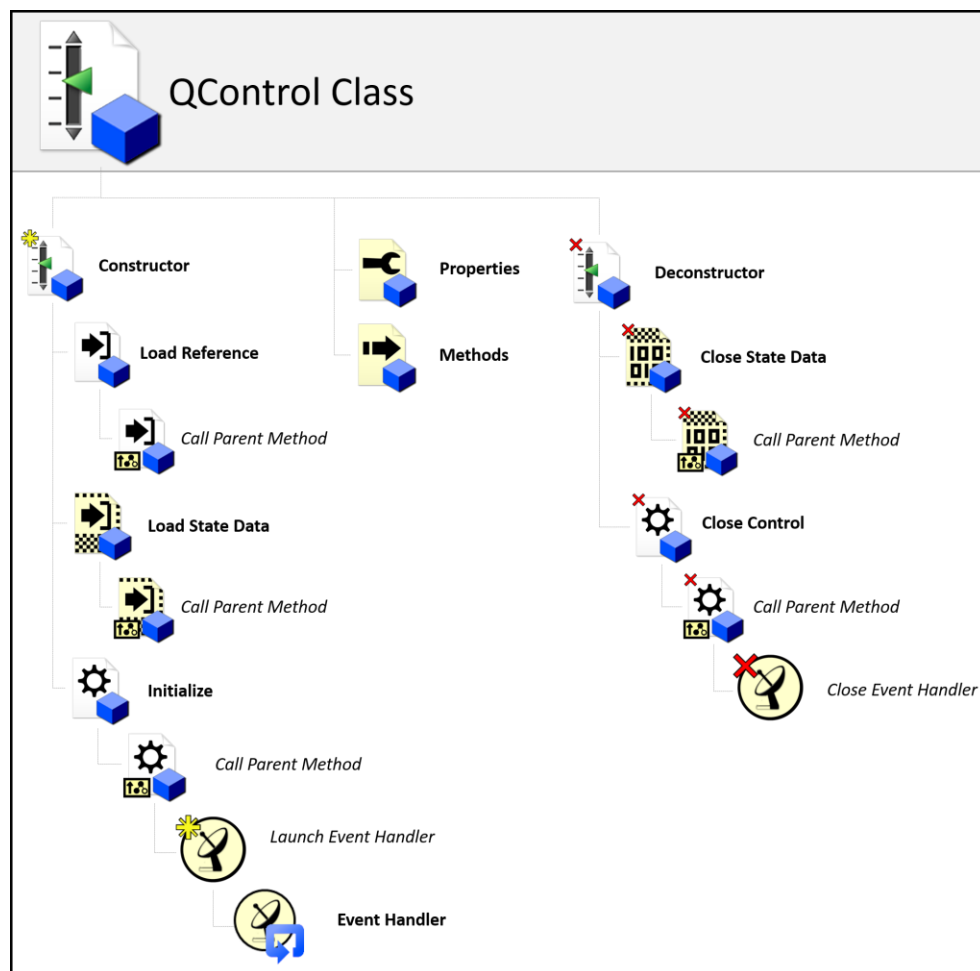 QControl Class
Constructor
Load Reference
Call Parent Method
Load State Data
Call Parent Method
Initialize
Call Parent Method
Launch Event Handler
Event Handler
Properties
Methods
Deconstructor
Close State Data
Call Parent Method
Close Control
Call Parent Method
Close Event Handler